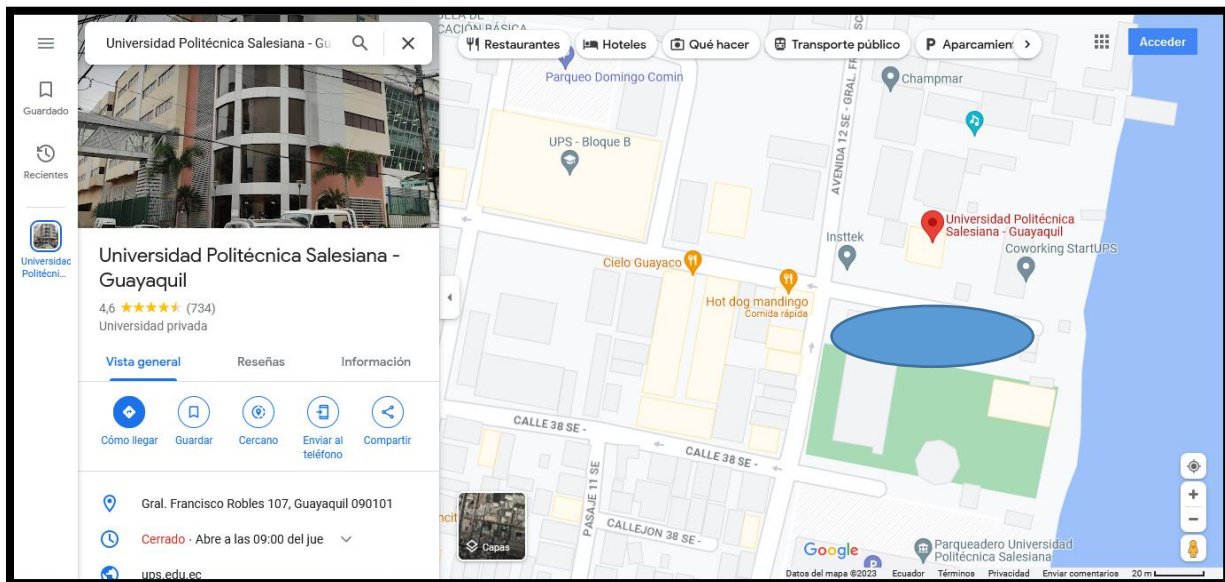 Universidad Politécnica Salesiana - Gu
Guardado
Recientes
Universidad
Politécni...
Universidad Politécnica Salesiana -
Guayaquil
4,6 (734)
Universidad privada
Vista general
Reseñas
Información
Cómo llegar
Guardar
Cercano
Enviar al
teléfono
Compartir
Gral. Francisco Robles 107, Guayaquil 090101
Cerrado · Abre a las 09:00 del jue
ups.edu.ec
Restaurantes
Hoteles
Qué hacer
Transporte público
Aparcamien
Acceder
CACIÓN BÁSICA
Parqueo Domingo Comin
Champmar
UPS - Bloque B
AVENIDA 12 SE - GRAL. FR
Universidad Politécnica
Salesiana - Guayaquil
Insttek
Coworking StartUPS
Cielo Guayaco
Hot dog mandingo
Comida rápida
CALLE 38 SE -
CALLE 38 SE -
PASAJE 11 SE
CALLEJON 38 SE -
Capas
Google
Parqueadero Universidad
Politécnica Salesiana
Datos del mapa ©2023 Ecuador Términos Privacidad Enviar comentarios 20 m